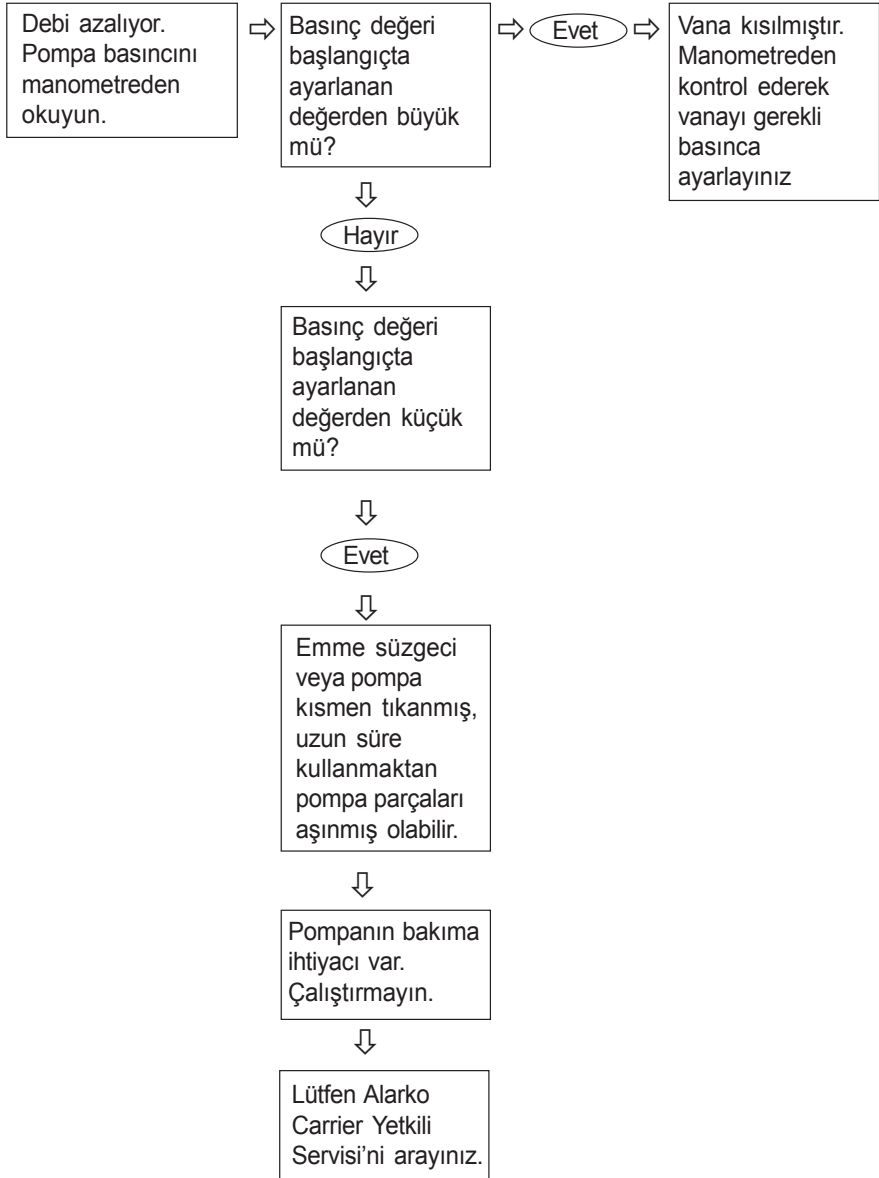 Debi azalıyor.
Pompa basıncını
manometreden
okuyun.
Basınç değeri
başlangıçta
ayarlanan
değerden büyük
mü?
Evet
Vana kısılmıştır.
Manometreden
kontrol ederek
vanayı gerekli
basınca
ayarlayınız
Hayır
Basınç değeri
başlangıçta
ayarlanan
değerden küçük
mü?
Evet
Emme süzgeci
veya pompa
kısmen tıkanmış,
uzun süre
kullanmaktan
pompa parçaları
aşınmış olabilir.
Pompanın bakıma
ihtiyacı var.
Çalıştırmayın.
Lütfen Alarko
Carrier Yetkili
Servisi’ni arayınız.